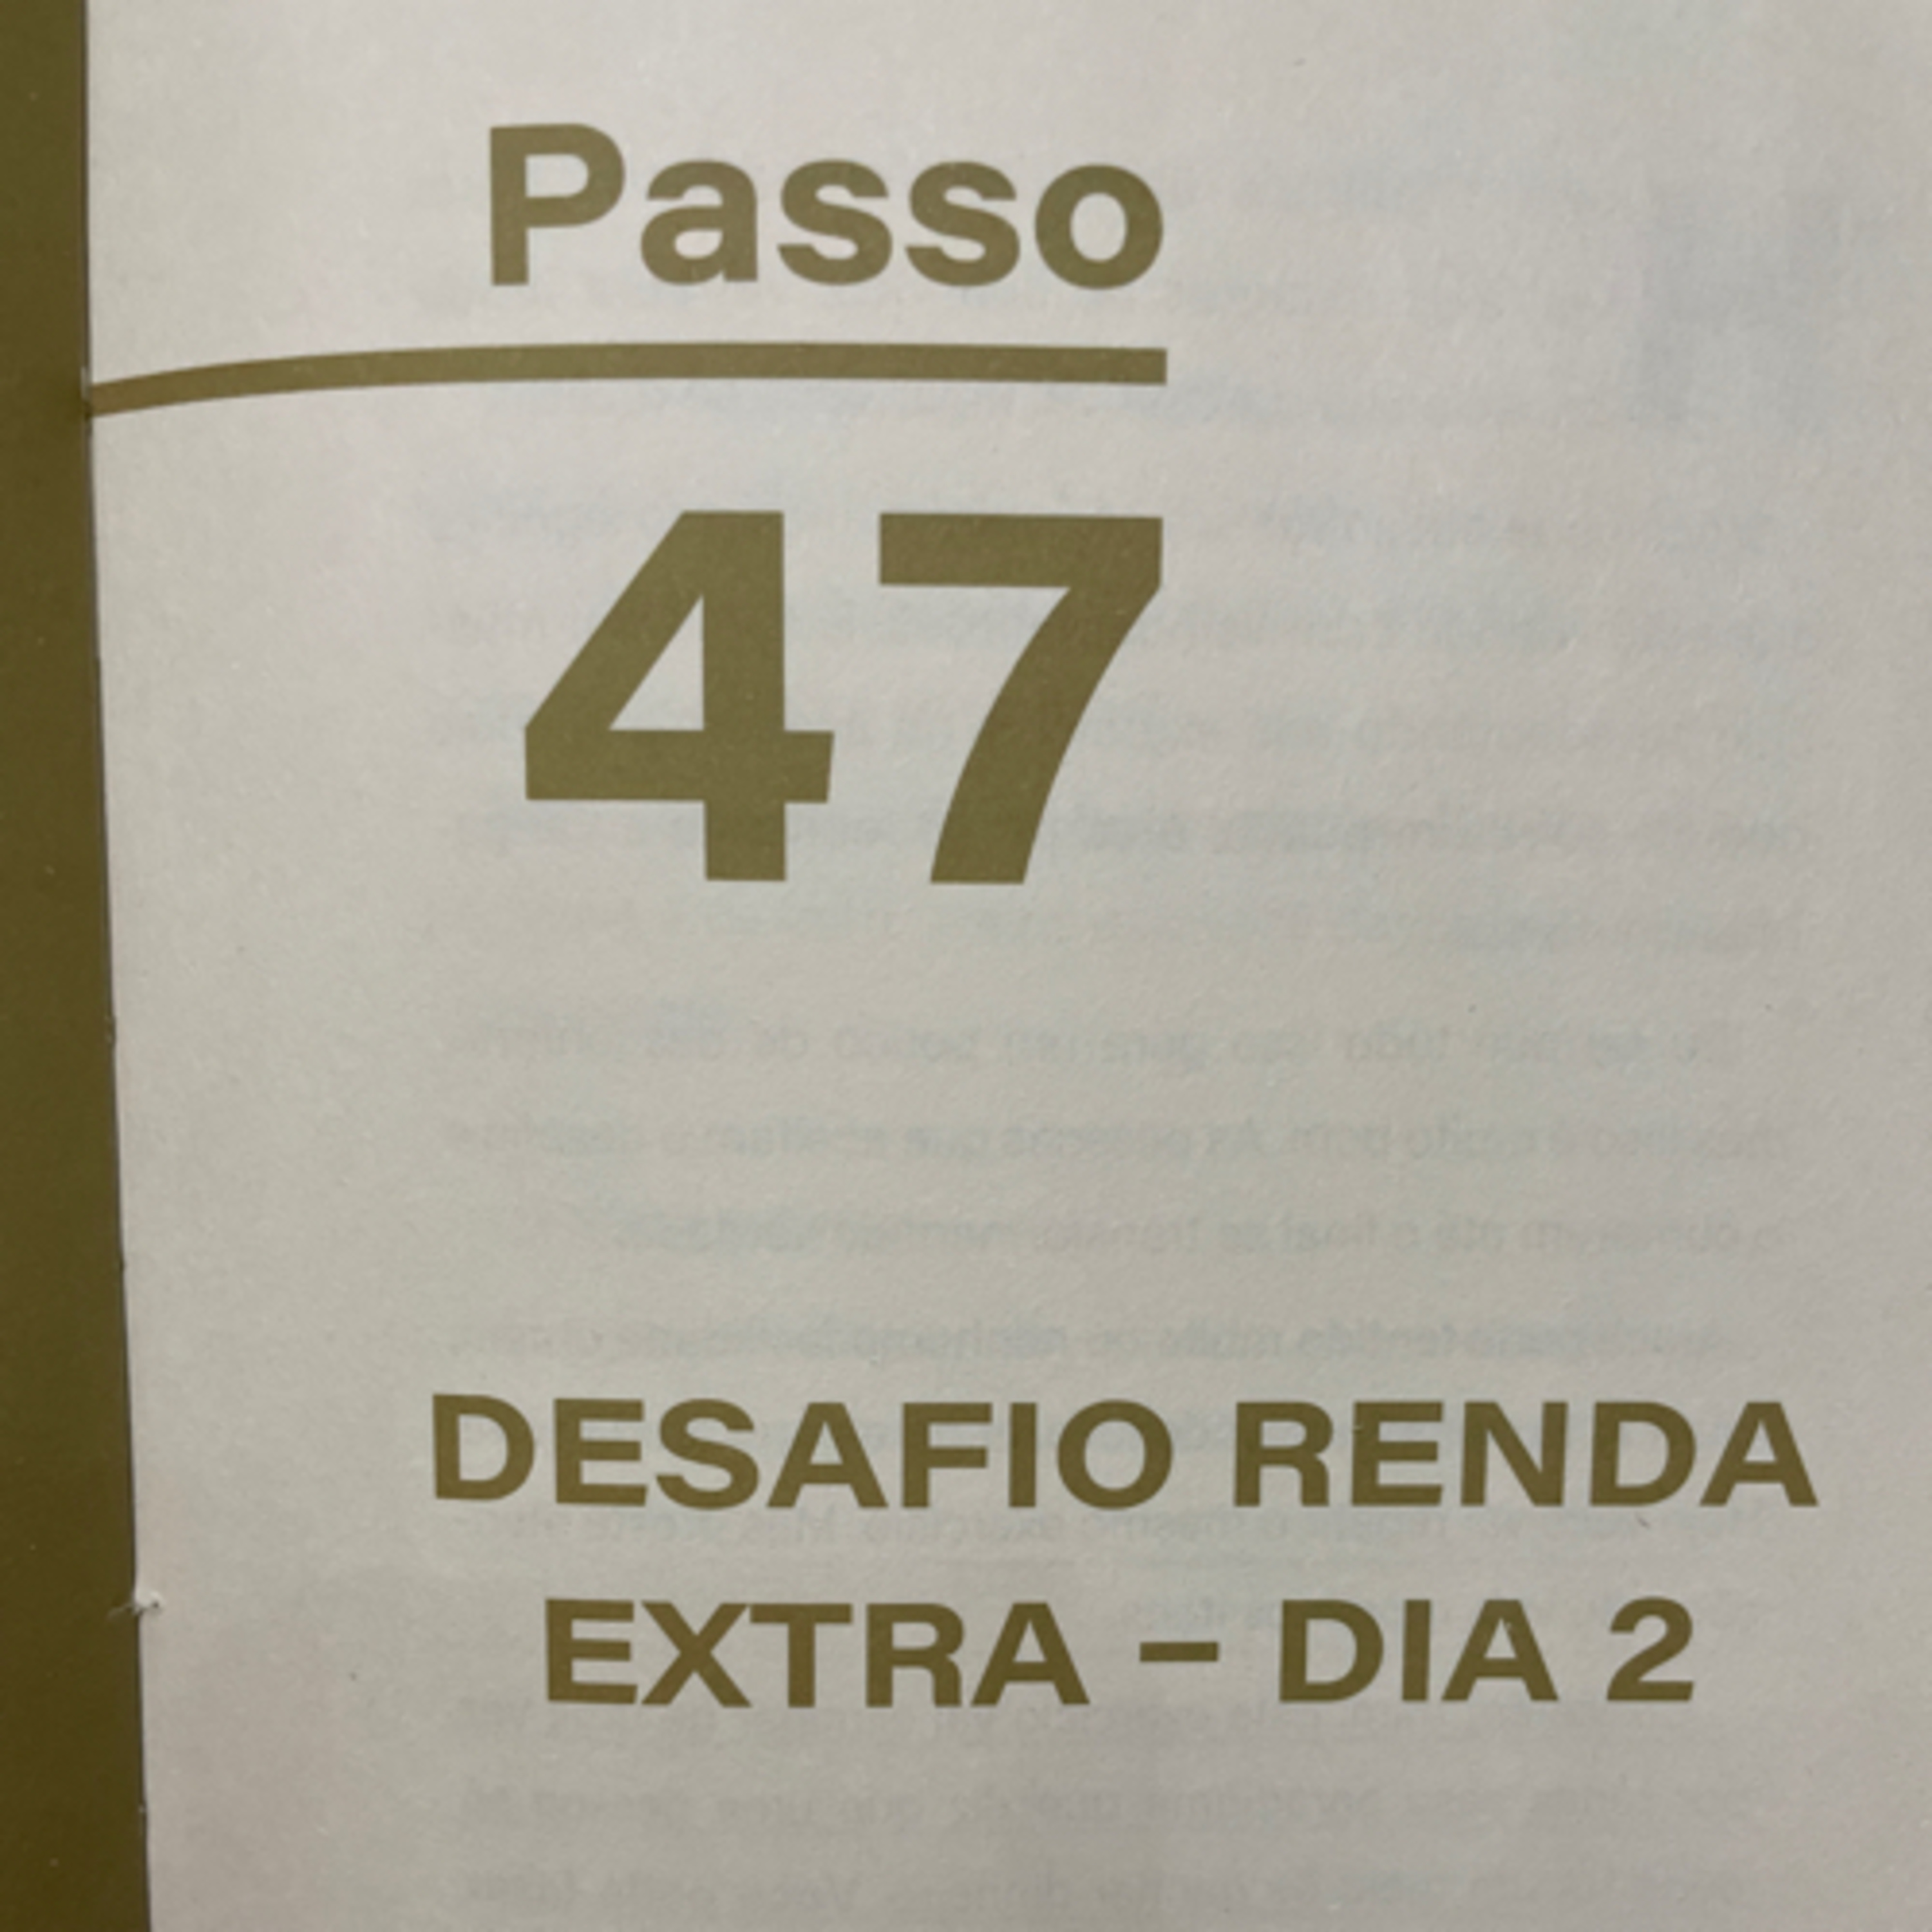 Passo
47
DESAFIO RENDA
EXTRA – DIA 2